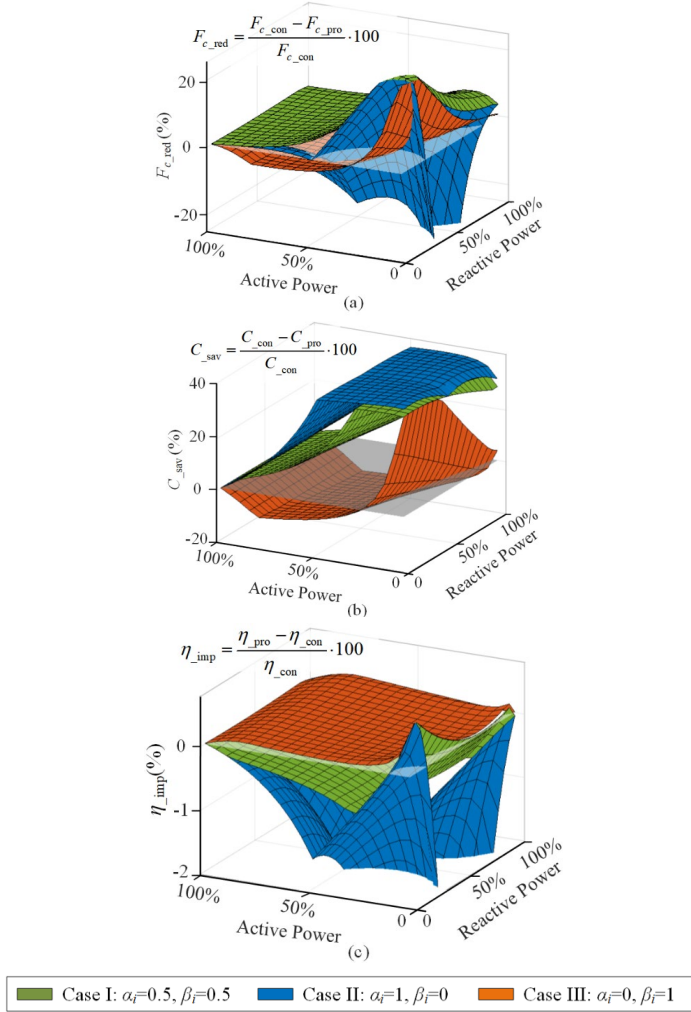 F_c_red = (F_c_con − F_c_pro) / F_c_con · 100
F_c_red (%)
20
0
-20
100%
50%
0
0
50%
100%
Active Power
Reactive Power
(a)
C_sav = (C_con − C_pro) / C_con · 100
C_sav (%)
40
20
0
-20
100%
50%
0
0
50%
100%
Active Power
Reactive Power
(b)
η_imp = (η_pro − η_con) / η_con · 100
η_imp(%)
0
-1
-2
100%
50%
0
0
50%
100%
Active Power
Reactive Power
(c)
Case I: αi=0.5, βi=0.5 Case II: αi=1, βi=0 Case III: αi=0, βi=1